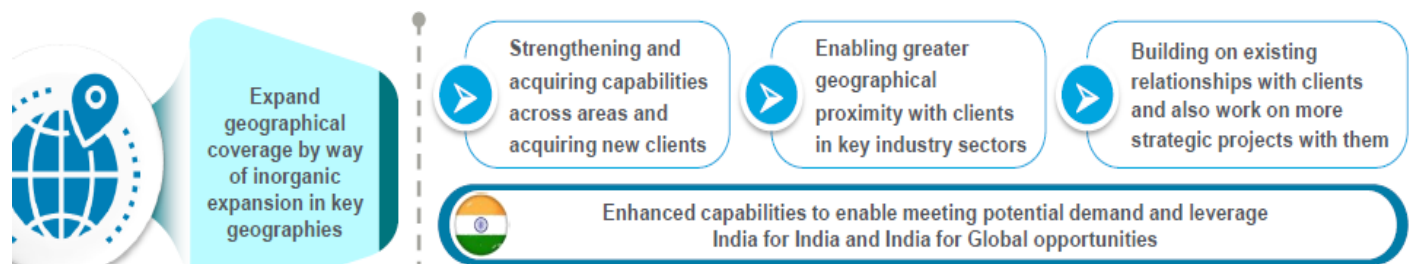 Expand
geographical
coverage by way
of inorganic
expansion in key
geographies
Strengthening and
acquiring capabilities
across areas and
acquiring new clients
Enabling greater
geographical
proximity with clients
in key industry sectors
Building on existing
relationships with clients
and also work on more
strategic projects with them
Enhanced capabilities to enable meeting potential demand and leverage
India for India and India for Global opportunities